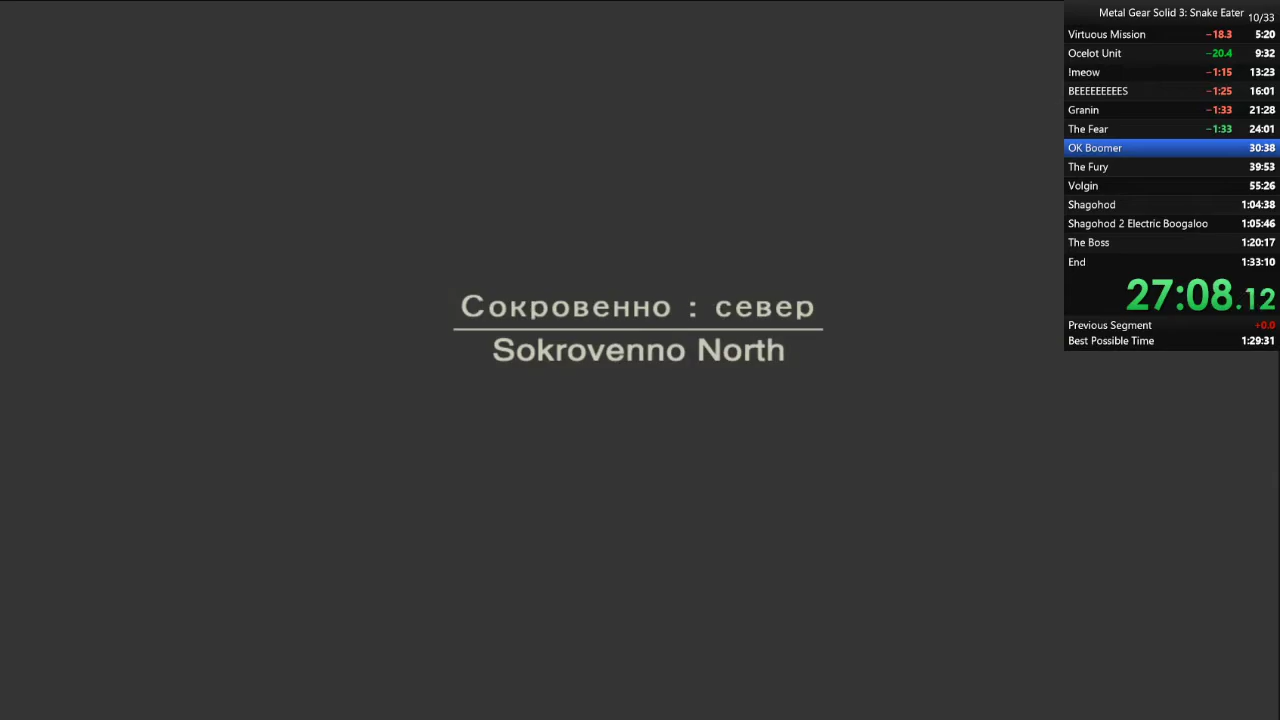 Metal Gear Solid 3: Snake Eater 10/33
Virtuous Mission −18.3 5:20
Ocelot Unit −20.4 9:32
!meow −1:15 13:23
BEEEEEEEEES −1:25 16:01
Granin −1:33 21:28
The Fear −1:33 24:01
OK Boomer 30:38
The Fury 39:53
Volgin 55:26
Shagohod 1:04:38
Shagohod 2 Electric Boogaloo 1:05:46
The Boss 1:20:17
End 1:33:10
27:08.12
Previous Segment +0.0
Best Possible Time 1:29:31
Сокровенно : север
Sokrovenno North